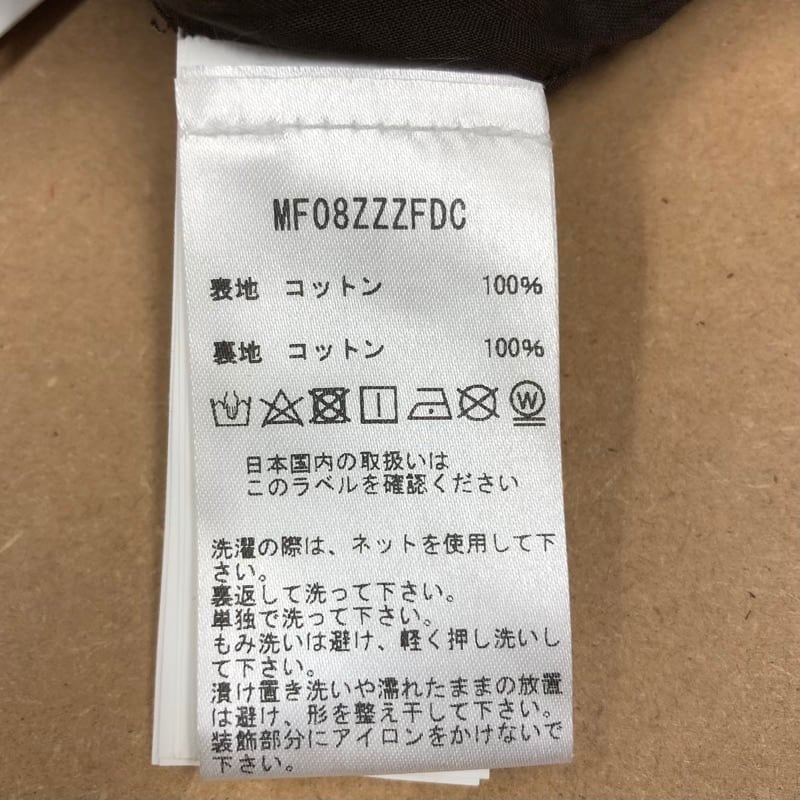 MF08ZZZFDC
表地 コットン 100%
裏地 コットン 100%
W
日本国内の取扱いは
このラベルを確認ください
洗濯の際は、ネットを使用して下
さい。
裏返して洗って下さい。
単独で洗って下さい。
もみ洗いは避け、軽く押し洗いし
て下さい。
漬け置き洗いや濡れたままの放置
は避け、形を整え干して下さい。
装飾部分にアイロンをかけないで
下さい。